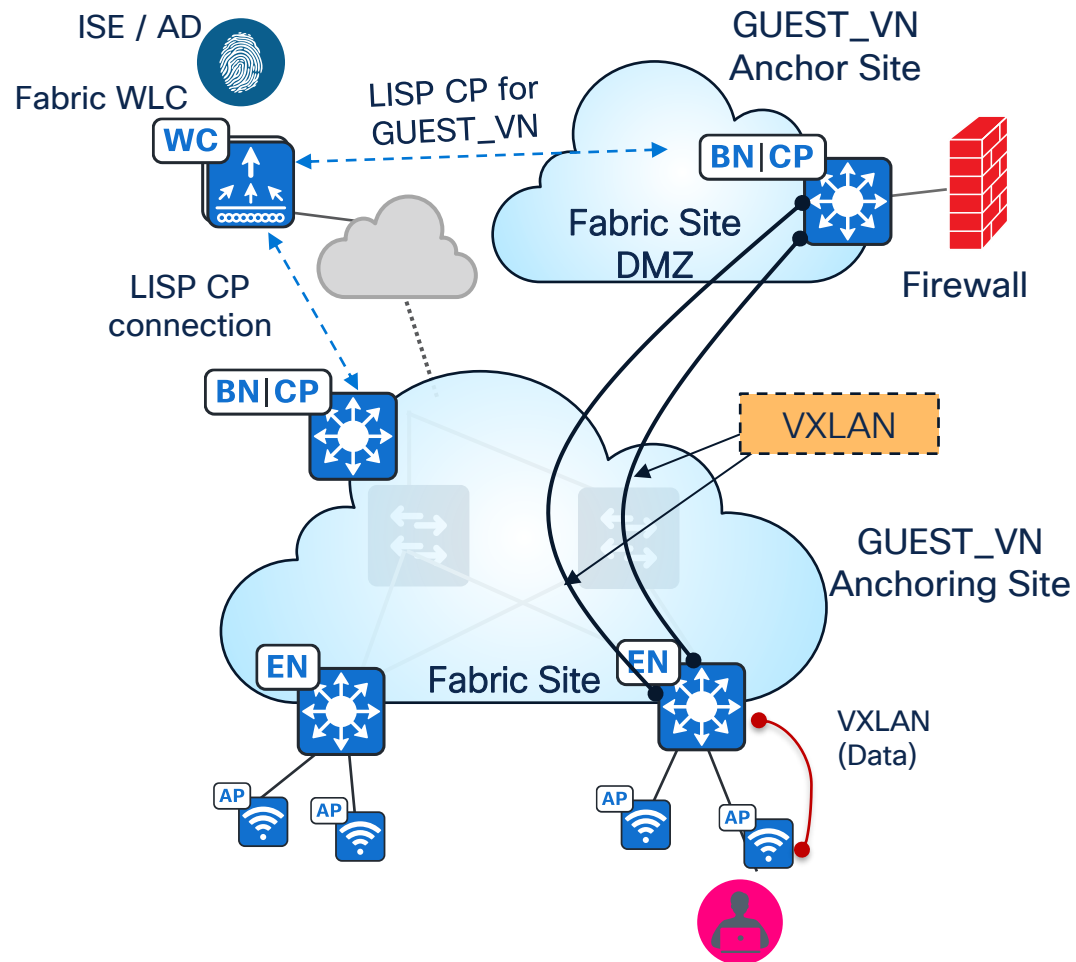 ISE / AD
Fabric WLC
WC
LISP CP for
GUEST_VN
GUEST_VN
Anchor Site
BN|CP
Fabric Site
DMZ
Firewall
LISP CP
connection
BN|CP
VXLAN
GUEST_VN
Anchoring Site
EN
Fabric Site
EN
VXLAN
(Data)
AP
AP
AP
AP